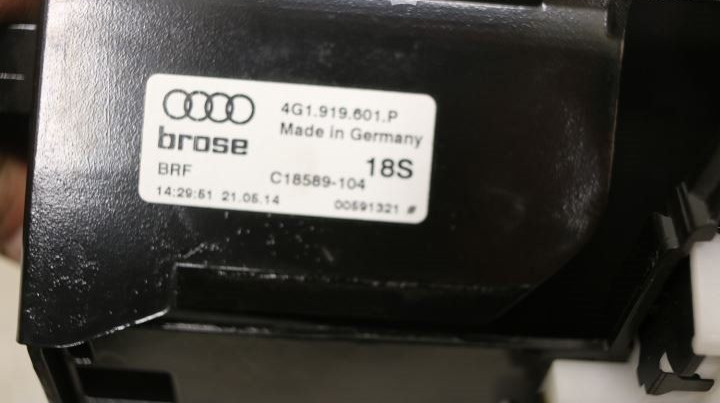 4G1.919.601.P
Made in Germany
brose
18S
BRF
C18589-104
14:29:51 21.05.14
00591321 #